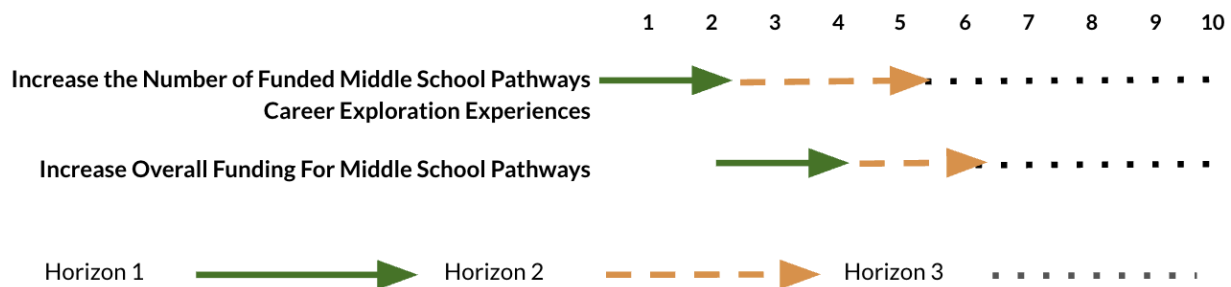 1 2 3 4 5 6 7 8 9 10
Increase the Number of Funded Middle School Pathways
Career Exploration Experiences
Increase Overall Funding For Middle School Pathways
Horizon 1 Horizon 2 Horizon 3